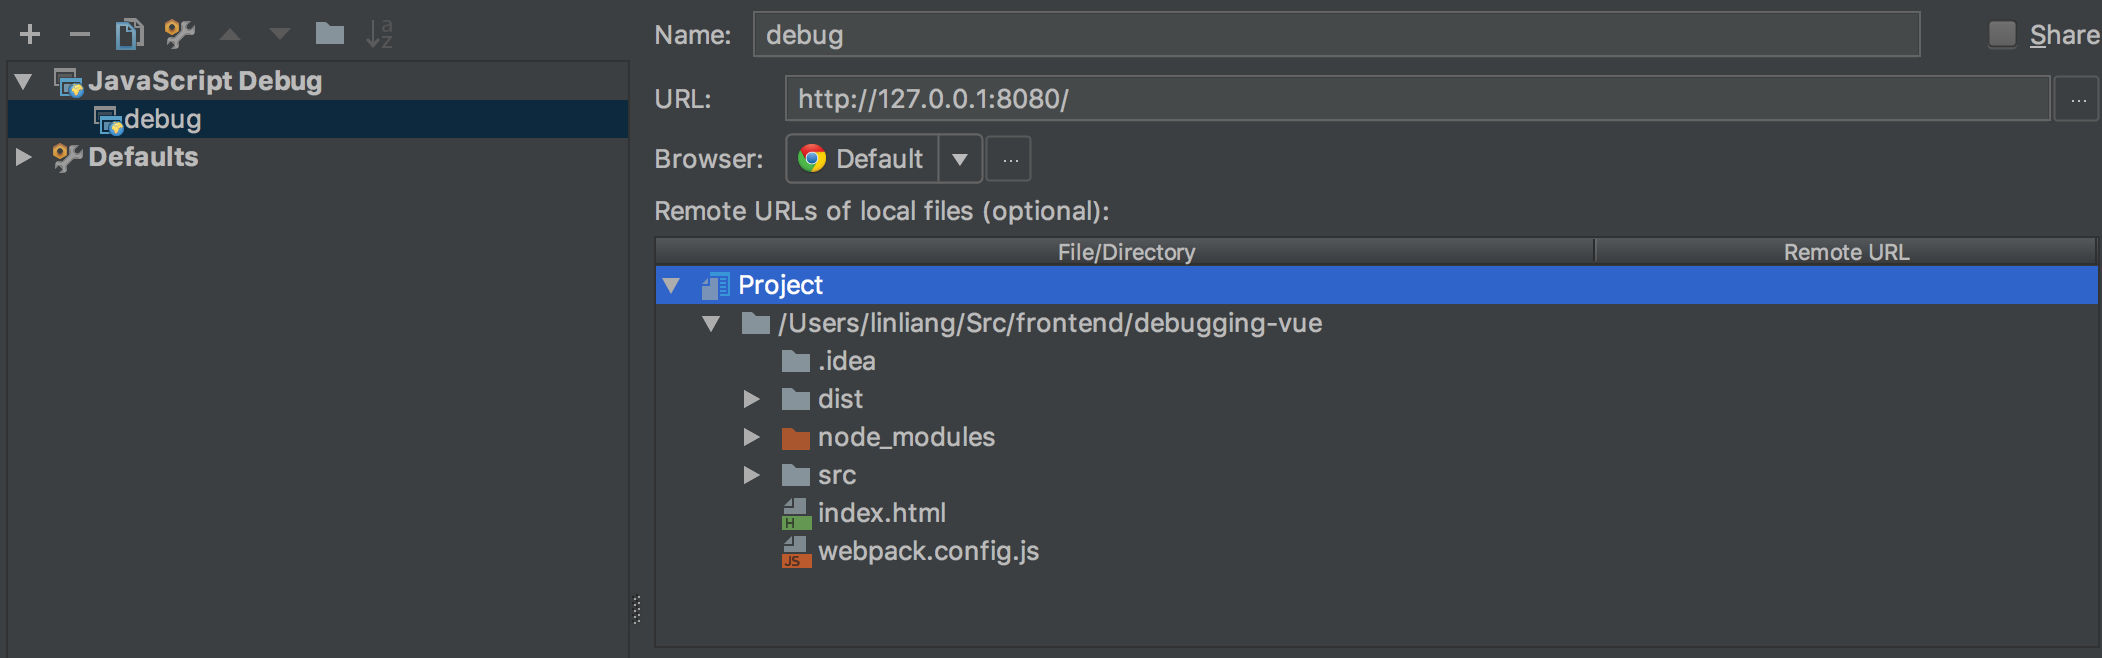 a
z
JavaScript Debug
debug
Defaults
Name: debug Share
URL: http://127.0.0.1:8080/ ...
Browser: Default ...
Remote URLs of local files (optional):
File/Directory Remote URL
Project
/Users/linliang/Src/frontend/debugging-vue
.idea
dist
node_modules
src
H index.html
JS webpack.config.js